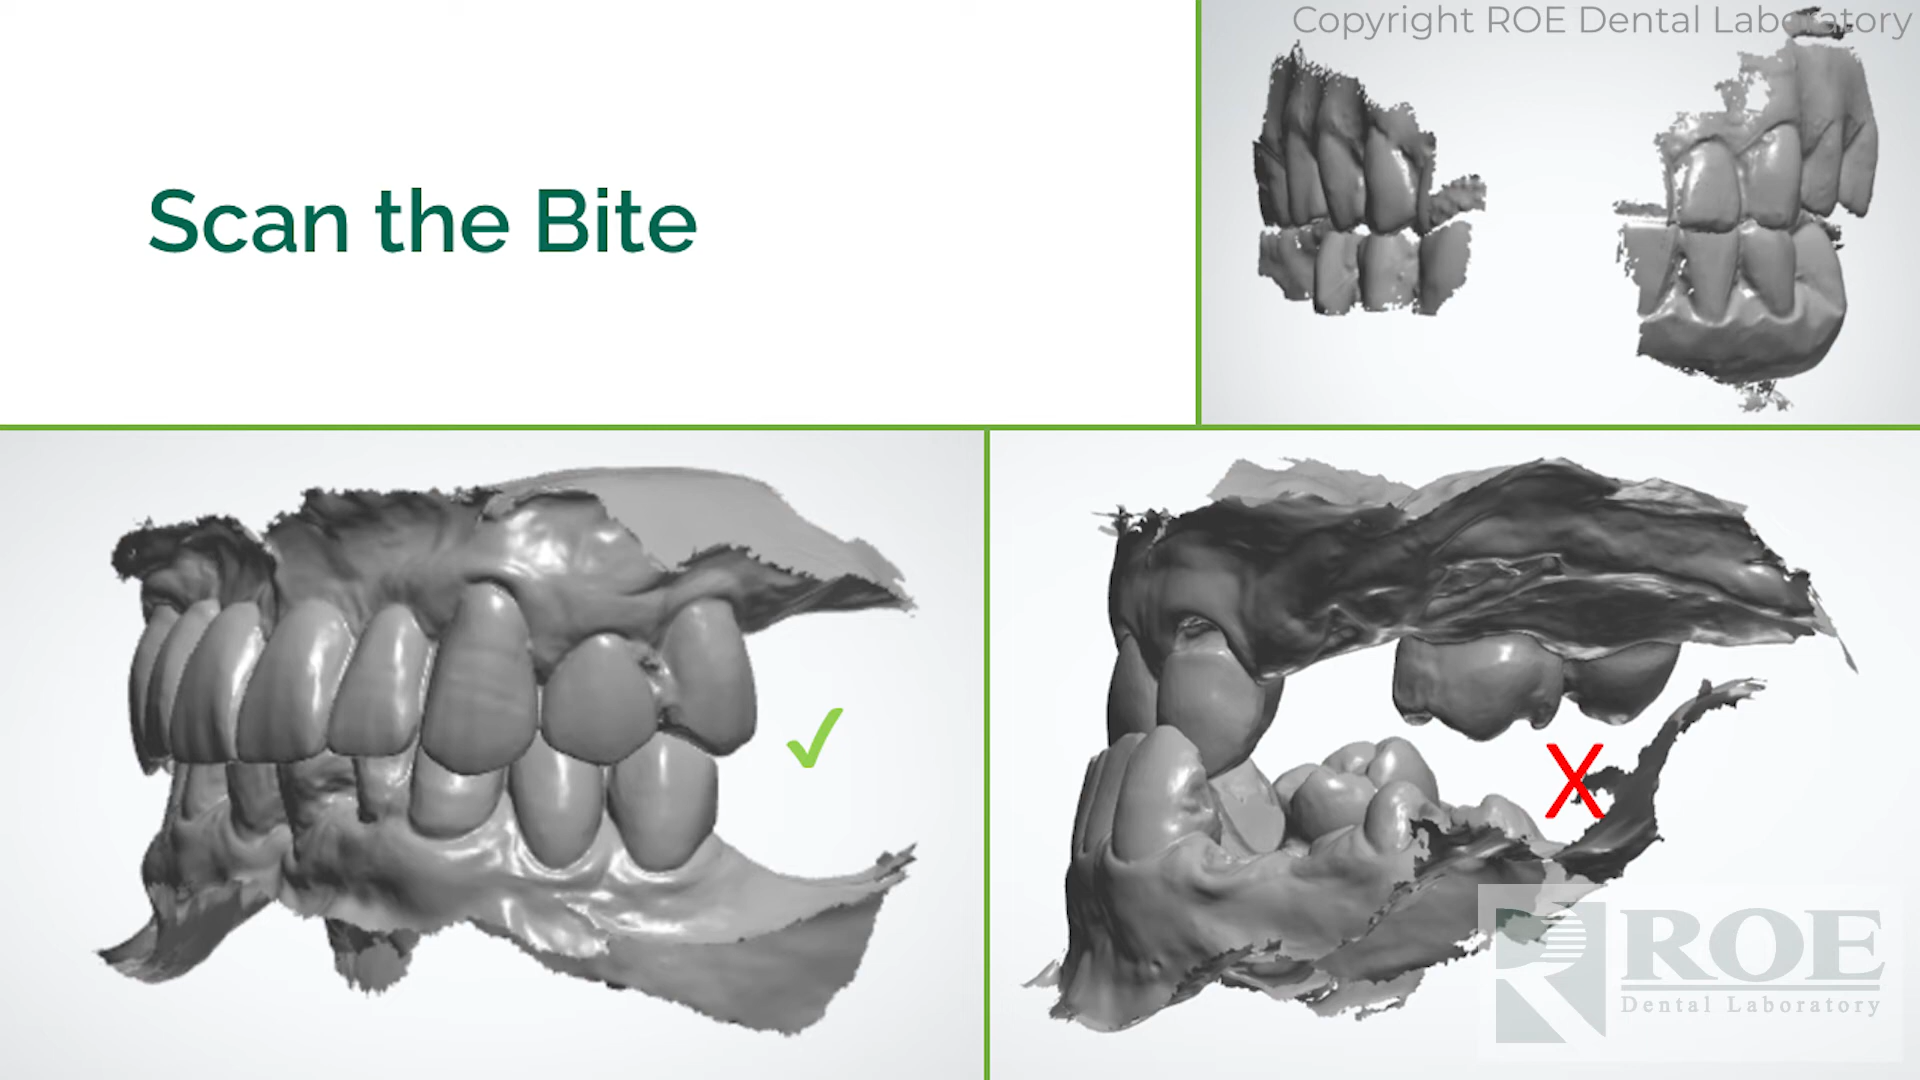 Copyright ROE Dental Laboratory
Scan the Bite
✓
X
ROE
Dental Laboratory